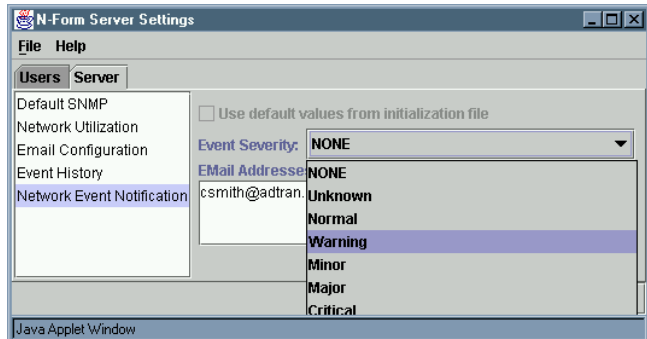 N-Form Server Settings
File Help
Users Server
Default SNMP
Network Utilization
Email Configuration
Event History
Network Event Notification
Use default values from initialization file
Event Severity: NONE
EMail Addresse
csmith@adtran.
NONE
Unknown
Normal
Warning
Minor
Major
Critical
Java Applet Window